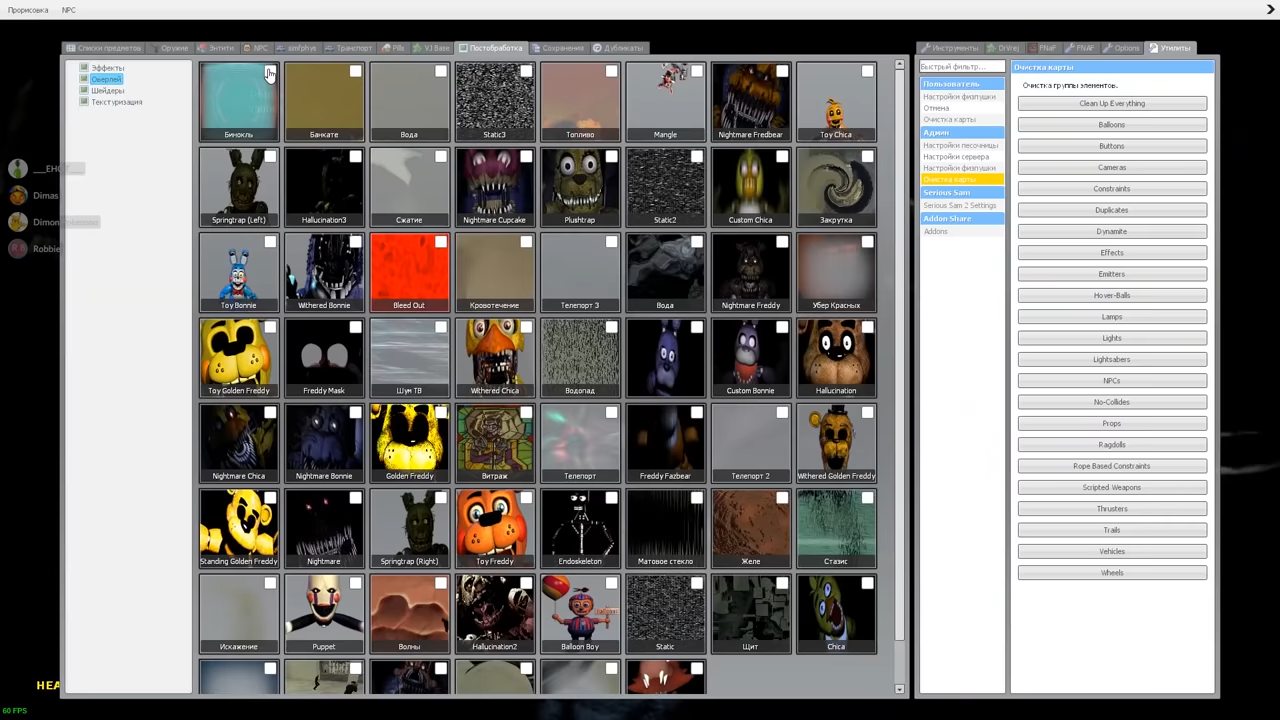 Прорисовка NPC
Списки предметов Оружие Энтити NPC simfphys Транспорт Pills VJ Base Постобработка Сохранения Дубликаты
Инструменты FNaF FNAF Options Утилиты
Эффекты
Оверлей
Шейдеры
Текстуризация
Бинокль Банкате Вода Static3 Топливо Mangle Nightmare Fredbear Toy Chica
Springtrap (Left) Hallucination3 Сжатие Nightmare Cupcake Plushtrap Static2 Custom Chica Закрутка
Toy Bonnie Withered Bonnie Bleed Out Кровотечение Телепорт 3 Вода Nightmare Freddy Убер Красных
Toy Golden Freddy Freddy Mask Шум ТВ Withered Chica Водопад Custom Bonnie Hallucination
Nightmare Chica Nightmare Bonnie Golden Freddy Витраж Телепорт Freddy Fazbear Телепорт 2 Withered Golden Freddy
Standing Golden Freddy Nightmare Springtrap (Right) Toy Freddy Endoskeleton Матовое стекло Желе Стазис
Искажение Puppet Волны Hallucination2 Balloon Boy Static Щит Chica
Dimas
Dimon
Robbie
HEA
60 FPS
Быстрый фильтр...
Пользователь
Настройки физпушки
Отмена
Очистка карты
Админ
Настройки песочницы
Настройки сервера
Настройки физпушки
Очистка карты
Serious Sam
Serious Sam 2 Settings
Addon Share
Addons
Очистка карты
Очистка группы элементов.
Clean Up Everything
Balloons
Buttons
Cameras
Constraints
Duplicates
Dynamite
Effects
Emitters
Hover-Balls
Lamps
Lights
Lightsabers
NPCs
No-Collides
Props
Ragdolls
Rope Based Constraints
Scripted Weapons
Thrusters
Trails
Vehicles
Wheels